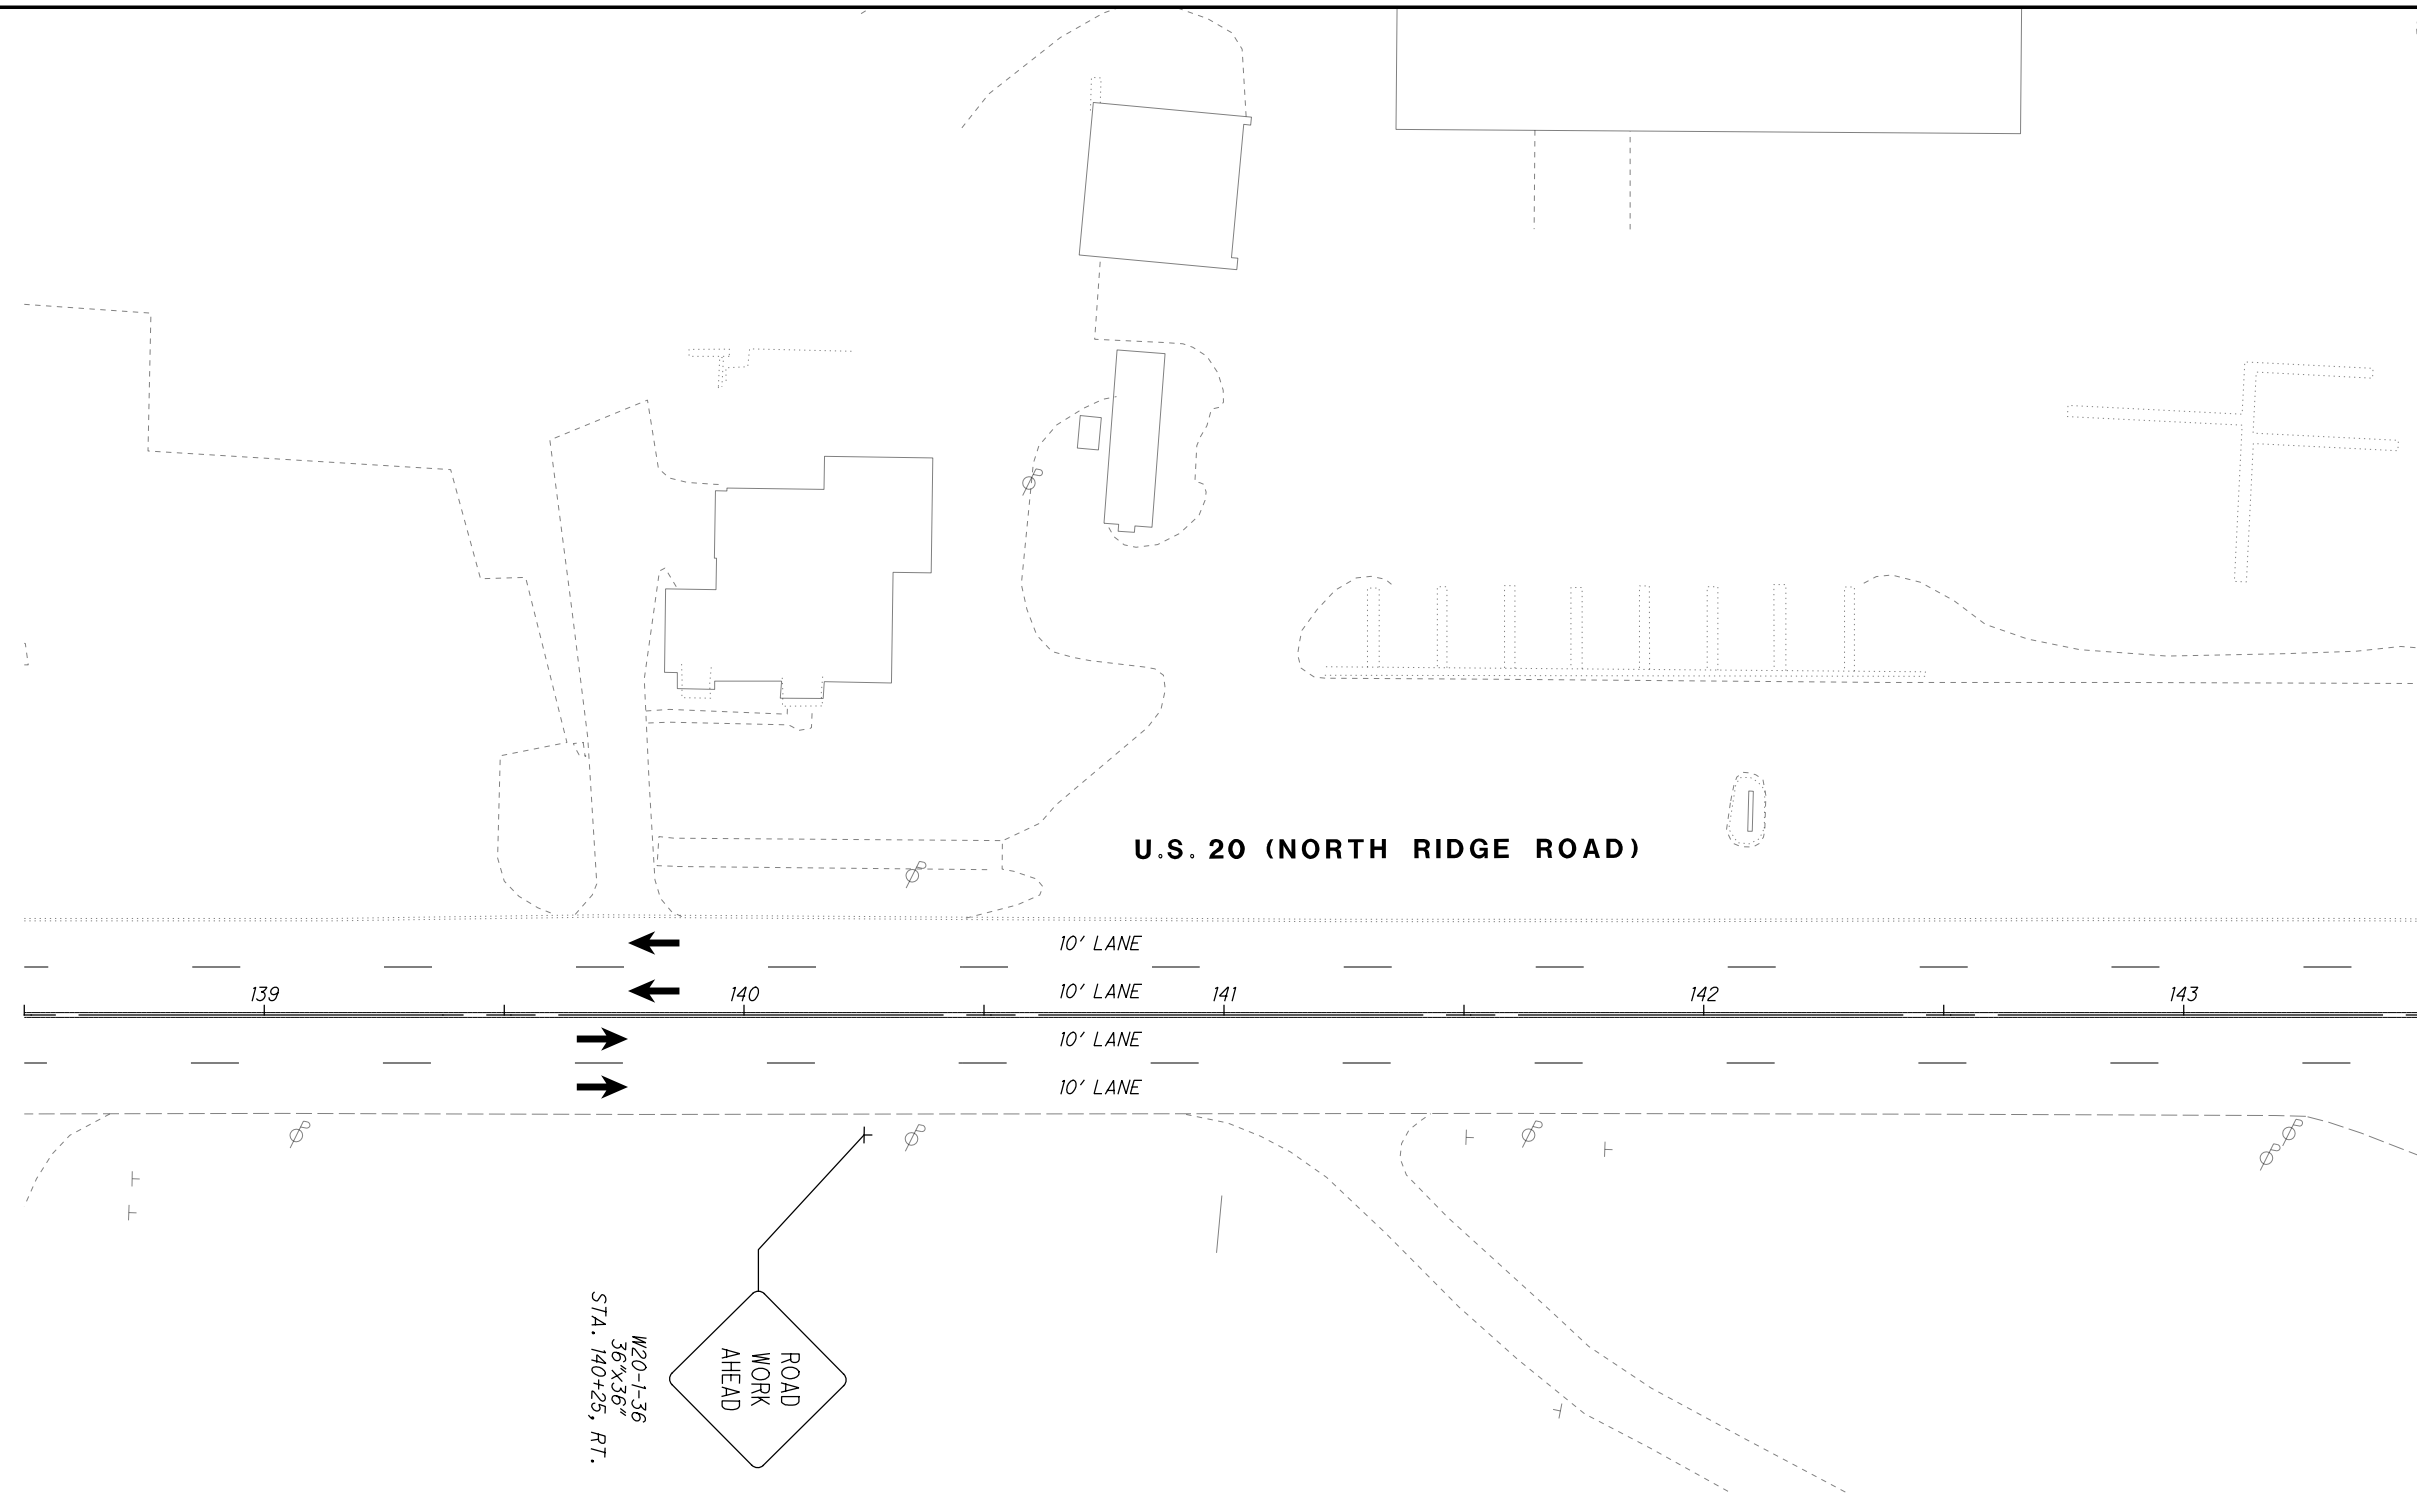 U.S. 20 (NORTH RIDGE ROAD)
10' LANE
10' LANE
139
140
141
142
143
10' LANE
10' LANE
ROAD
WORK
AHEAD
W20-1-36
36"x36"
STA. 140+25, RT.